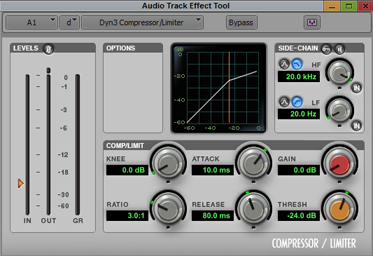 Audio Track Effect Tool
A1 d Dyn3 Compressor/Limiter Bypass
LEVELS OPTIONS SIDE-CHAIN
0
-3
-6
-12
-18
-30
-60
IN OUT GR
0
-20
-40
-60
-60 -40 -20 0
HF
20.0 kHz
IN
LF
20.0 Hz
IN
COMP/LIMIT
KNEE ATTACK GAIN
0.0 dB 10.0 ms 0.0 dB
RATIO RELEASE THRESH
3.0:1 80.0 ms -24.0 dB
COMPRESSOR / LIMITER